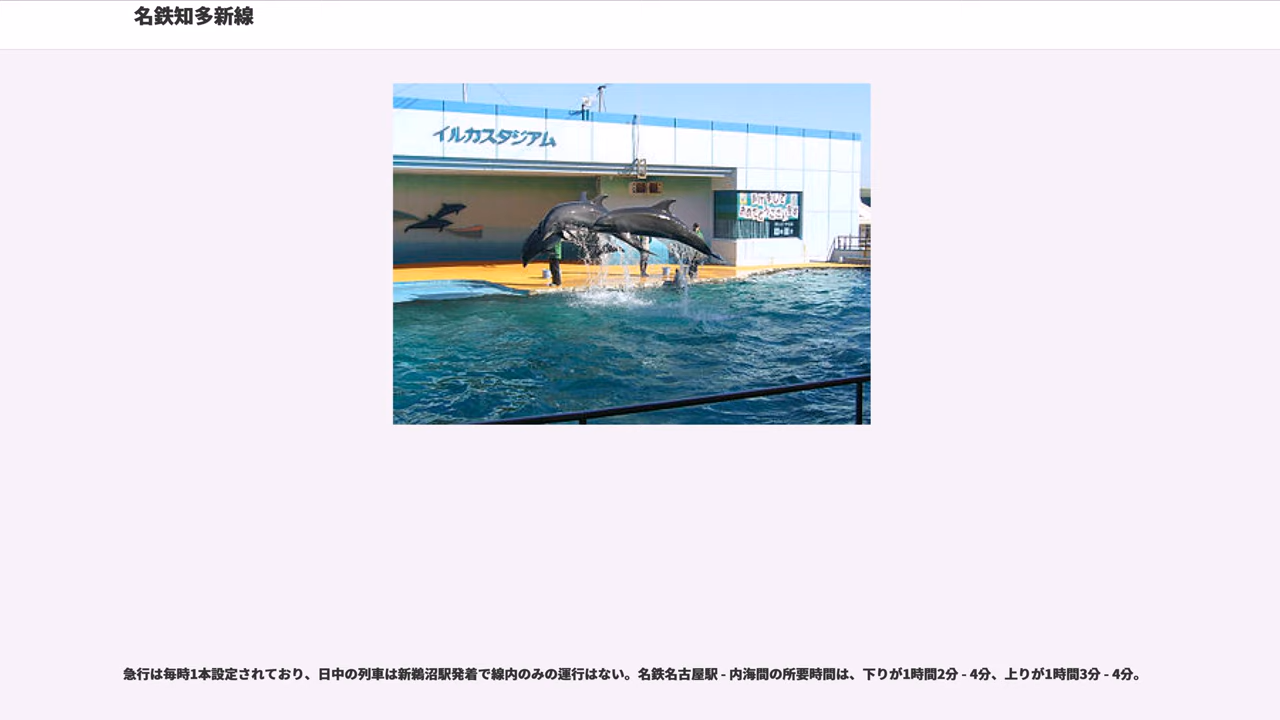 名鉄知多新線
イルカスタジアム
急行は毎時1本設定されており、日中の列車は新鵜沼駅発着で線内のみの運行はない。名鉄名古屋駅 - 内海間の所要時間は、下りが1時間2分 - 4分、上りが1時間3分 - 4分。